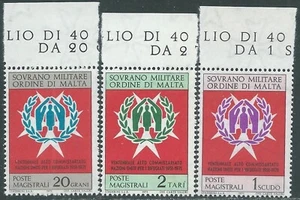 LIO DI 40
DA 20
LIO DI 40
DA 2
LIO DI 40
DA 1 S
SOVRANO MILITARE
ORDINE DI MALTA
POSTE
MAGISTRALI
20 GRANI
SOVRANO MILITARE
ORDINE DI MALTA
POSTE
MAGISTRALI
2 TARÌ
SOVRANO MILITARE
ORDINE DI MALTA
POSTE
MAGISTRALI
1 SCUDO